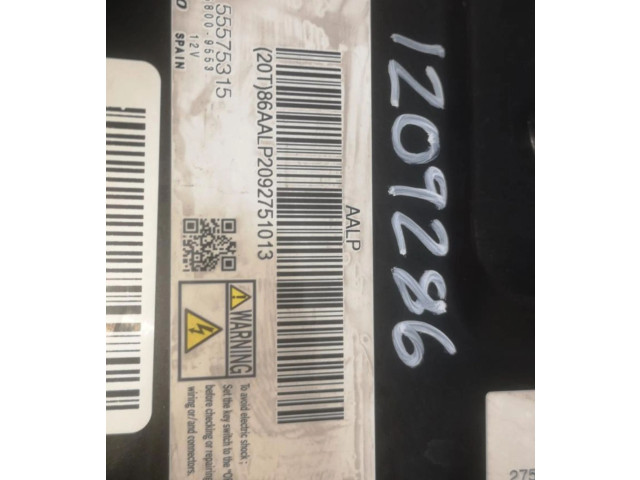 AALP
(20T)86AALP2092751013
55575315
800-9553
12V
SPAIN
WARNING
To avoid electric shock;
Set the key switch to the
before checking or repairing
wiring or/and connectors.
1209286
275